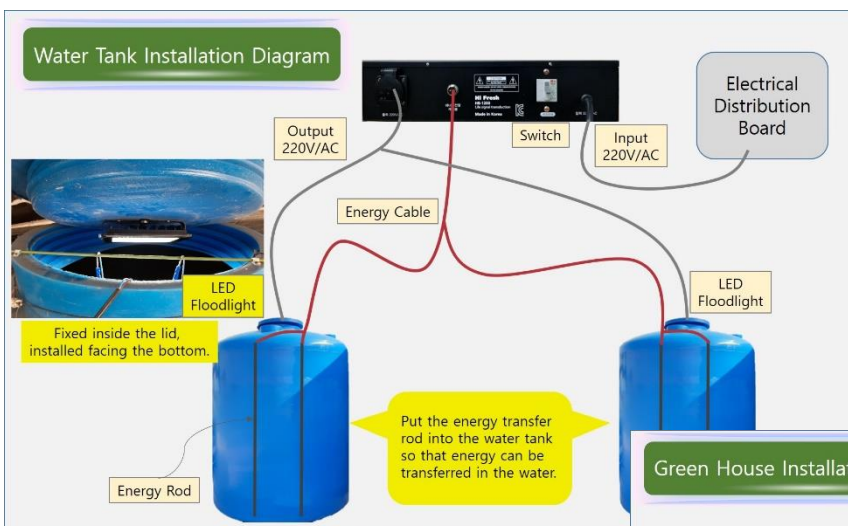 Water Tank Installation Diagram
Hi Fresh
Made in Korea
Electrical
Distribution
Board
Output
220V/AC
Switch
Input
220V/AC
Energy Cable
LED
Floodlight
Fixed inside the lid,
installed facing the bottom.
LED
Floodlight
Put the energy transfer
rod into the water tank
so that energy can be
transferred in the water.
Energy Rod
Green House Installat